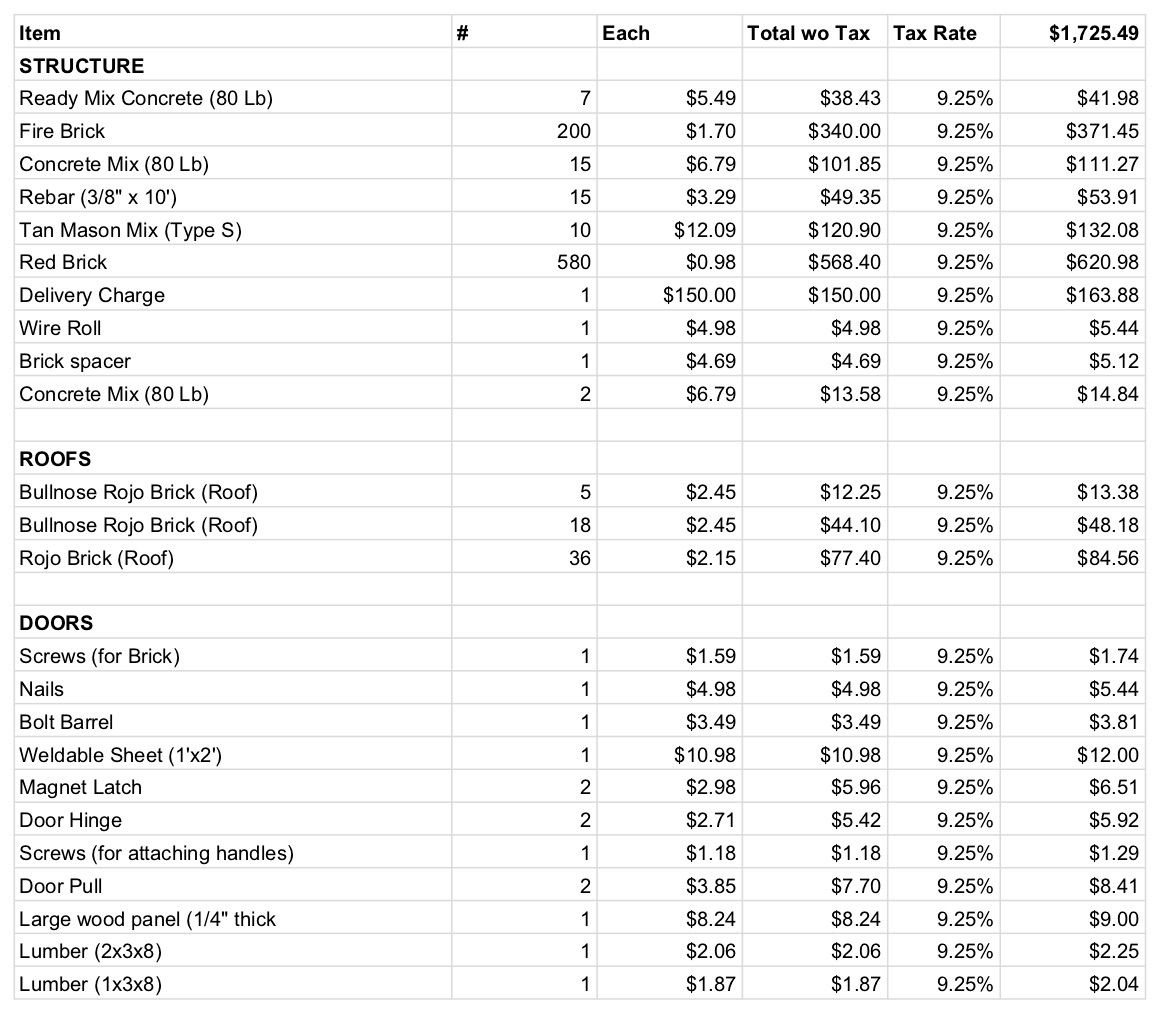 Item # Each Total wo Tax Tax Rate $1,725.49
STRUCTURE
Ready Mix Concrete (80 Lb) 7 $5.49 $38.43 9.25% $41.98
Fire Brick 200 $1.70 $340.00 9.25% $371.45
Concrete Mix (80 Lb) 15 $6.79 $101.85 9.25% $111.27
Rebar (3/8" x 10') 15 $3.29 $49.35 9.25% $53.91
Tan Mason Mix (Type S) 10 $12.09 $120.90 9.25% $132.08
Red Brick 580 $0.98 $568.40 9.25% $620.98
Delivery Charge 1 $150.00 $150.00 9.25% $163.88
Wire Roll 1 $4.98 $4.98 9.25% $5.44
Brick spacer 1 $4.69 $4.69 9.25% $5.12
Concrete Mix (80 Lb) 2 $6.79 $13.58 9.25% $14.84
ROOFS
Bullnose Rojo Brick (Roof) 5 $2.45 $12.25 9.25% $13.38
Bullnose Rojo Brick (Roof) 18 $2.45 $44.10 9.25% $48.18
Rojo Brick (Roof) 36 $2.15 $77.40 9.25% $84.56
DOORS
Screws (for Brick) 1 $1.59 $1.59 9.25% $1.74
Nails 1 $4.98 $4.98 9.25% $5.44
Bolt Barrel 1 $3.49 $3.49 9.25% $3.81
Weldable Sheet (1'x2') 1 $10.98 $10.98 9.25% $12.00
Magnet Latch 2 $2.98 $5.96 9.25% $6.51
Door Hinge 2 $2.71 $5.42 9.25% $5.92
Screws (for attaching handles) 1 $1.18 $1.18 9.25% $1.29
Door Pull 2 $3.85 $7.70 9.25% $8.41
Large wood panel (1/4" thick 1 $8.24 $8.24 9.25% $9.00
Lumber (2x3x8) 1 $2.06 $2.06 9.25% $2.25
Lumber (1x3x8) 1 $1.87 $1.87 9.25% $2.04